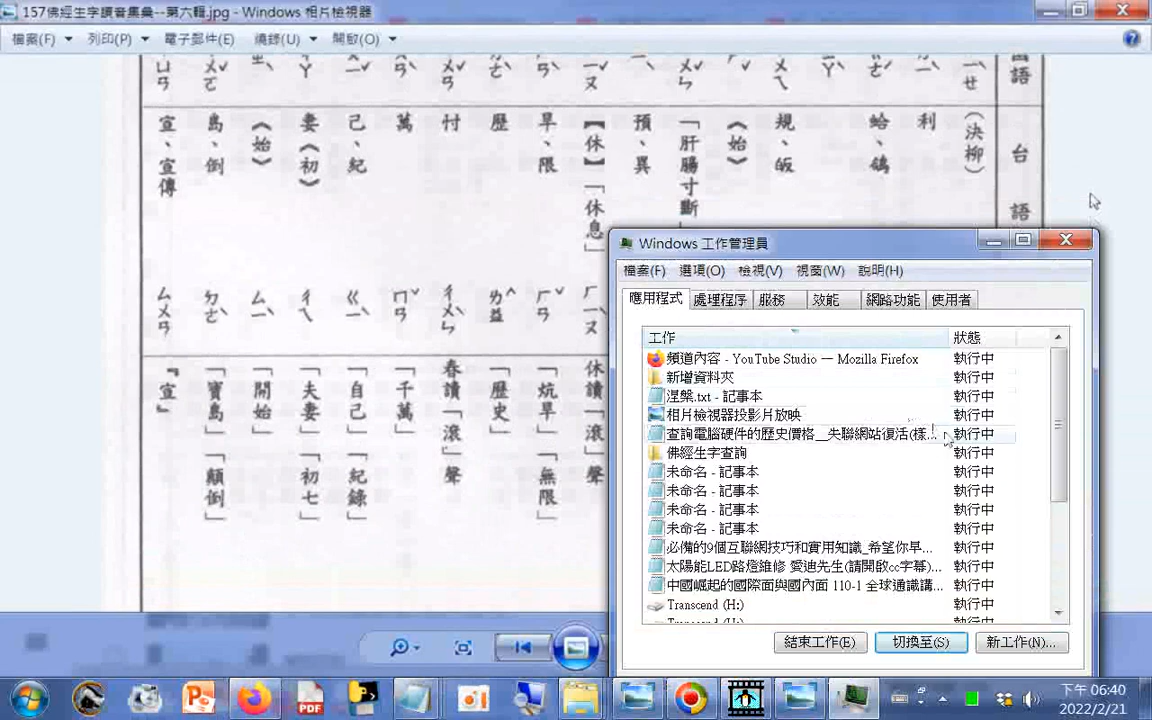 157佛經生字讀音集彙--第六輯.jpg - Windows 相片檢視器
檔案(F)
列印(P)
電子郵件(E)
燒錄(U)
開啟(O)
國語
台語
ㄧㄝ
(決柳)
利
蛤、鴿
規、皈
《始》
「肝腸寸斷」
預、異
【休】「休息」
旱、限
歷
忖
萬
己、紀
妻《初》
《始》
島、倒
宣、宣傳
休讀「滾」聲
「炕旱」「無限」
「歷史」
春讀「滾」聲
「千萬」
「自己」「紀錄」
「夫妻」「初七」
「開始」
「寶島」「顛倒」
『宣』
Windows 工作管理員
檔案(F) 選項(O) 檢視(V) 視窗(W) 說明(H)
應用程式 處理程序 服務 效能 網路功能 使用者
工作 狀態
頻道內容 - YouTube Studio — Mozilla Firefox 執行中
新增資料夾 執行中
涅槃.txt - 記事本 執行中
相片檢視器投影片放映 執行中
查詢電腦硬件的歷史價格__失聯網站復活(樣... 執行中
佛經生字查詢 執行中
未命名 - 記事本 執行中
未命名 - 記事本 執行中
未命名 - 記事本 執行中
未命名 - 記事本 執行中
必備的9個互聯網技巧和實用知識_希望你早... 執行中
太陽能LED路燈維修 愛迪先生(請開啟cc字幕)... 執行中
中國崛起的國際面與國內面 110-1 全球通識講... 執行中
Transcend (H:) 執行中
結束工作(E) 切換至(S) 新工作(N)...
下午 06:40
2022/2/21